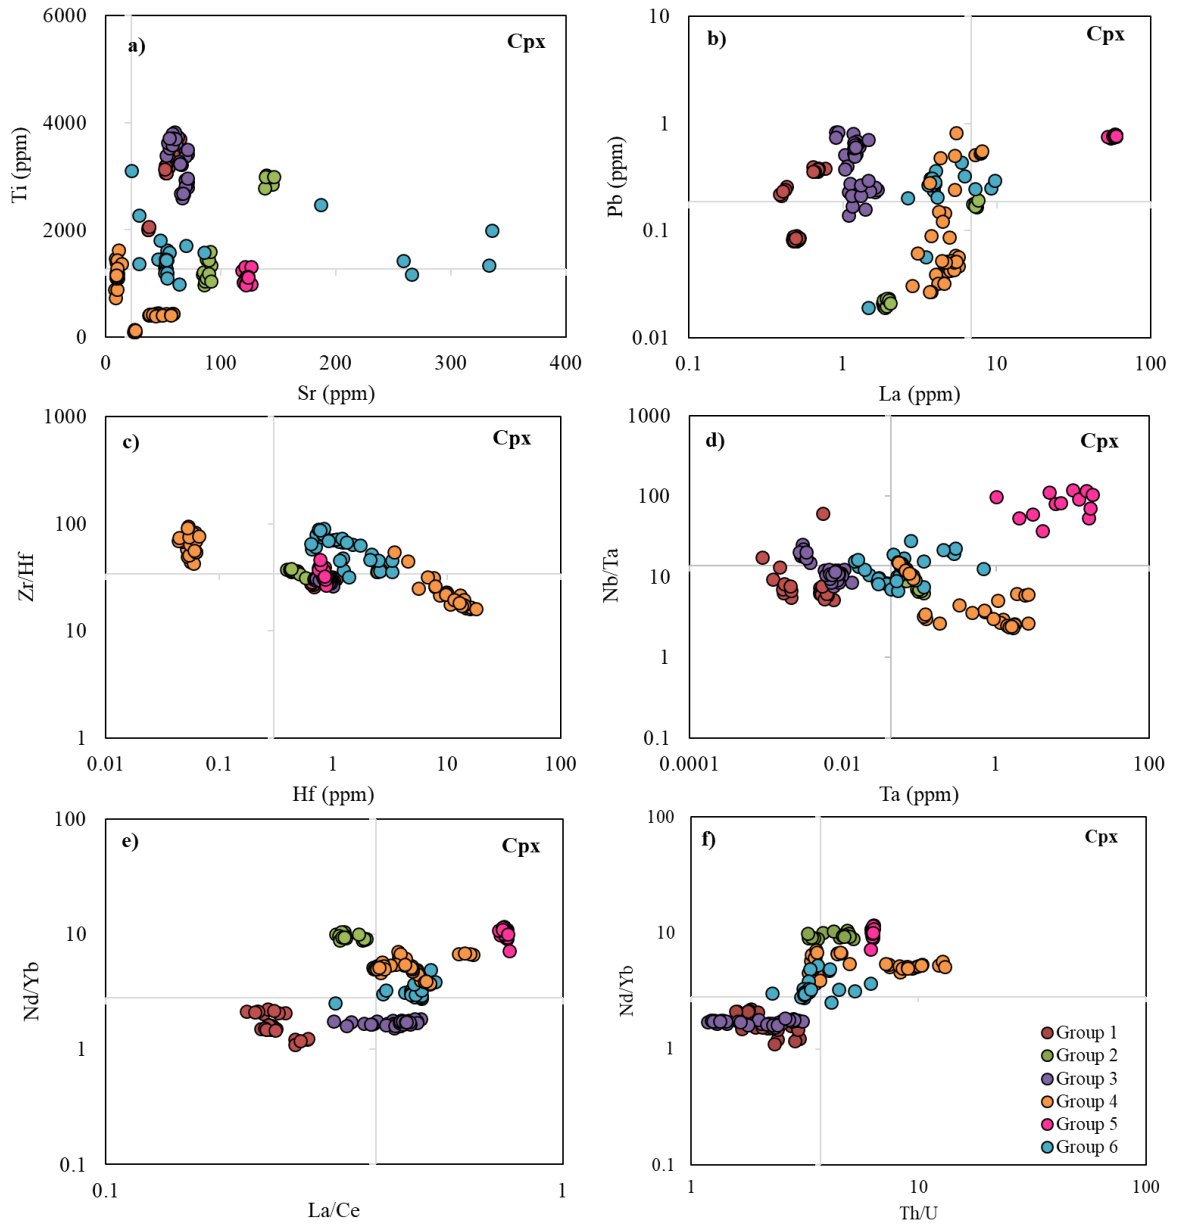 a)
Cpx
6000
4000
2000
0
Ti (ppm)
0
100
200
300
400
Sr (ppm)
b)
Cpx
10
1
0.1
0.01
Pb (ppm)
0.1
1
10
100
La (ppm)
c)
Cpx
1000
100
10
1
Zr/Hf
0.01
0.1
1
10
100
Hf (ppm)
d)
Cpx
1000
100
10
1
0.1
Nb/Ta
0.0001
0.01
1
100
Ta (ppm)
e)
Cpx
100
10
1
0.1
Nd/Yb
0.1
1
La/Ce
f)
Cpx
100
10
1
0.1
Nd/Yb
1
10
100
Th/U
Group 1
Group 2
Group 3
Group 4
Group 5
Group 6